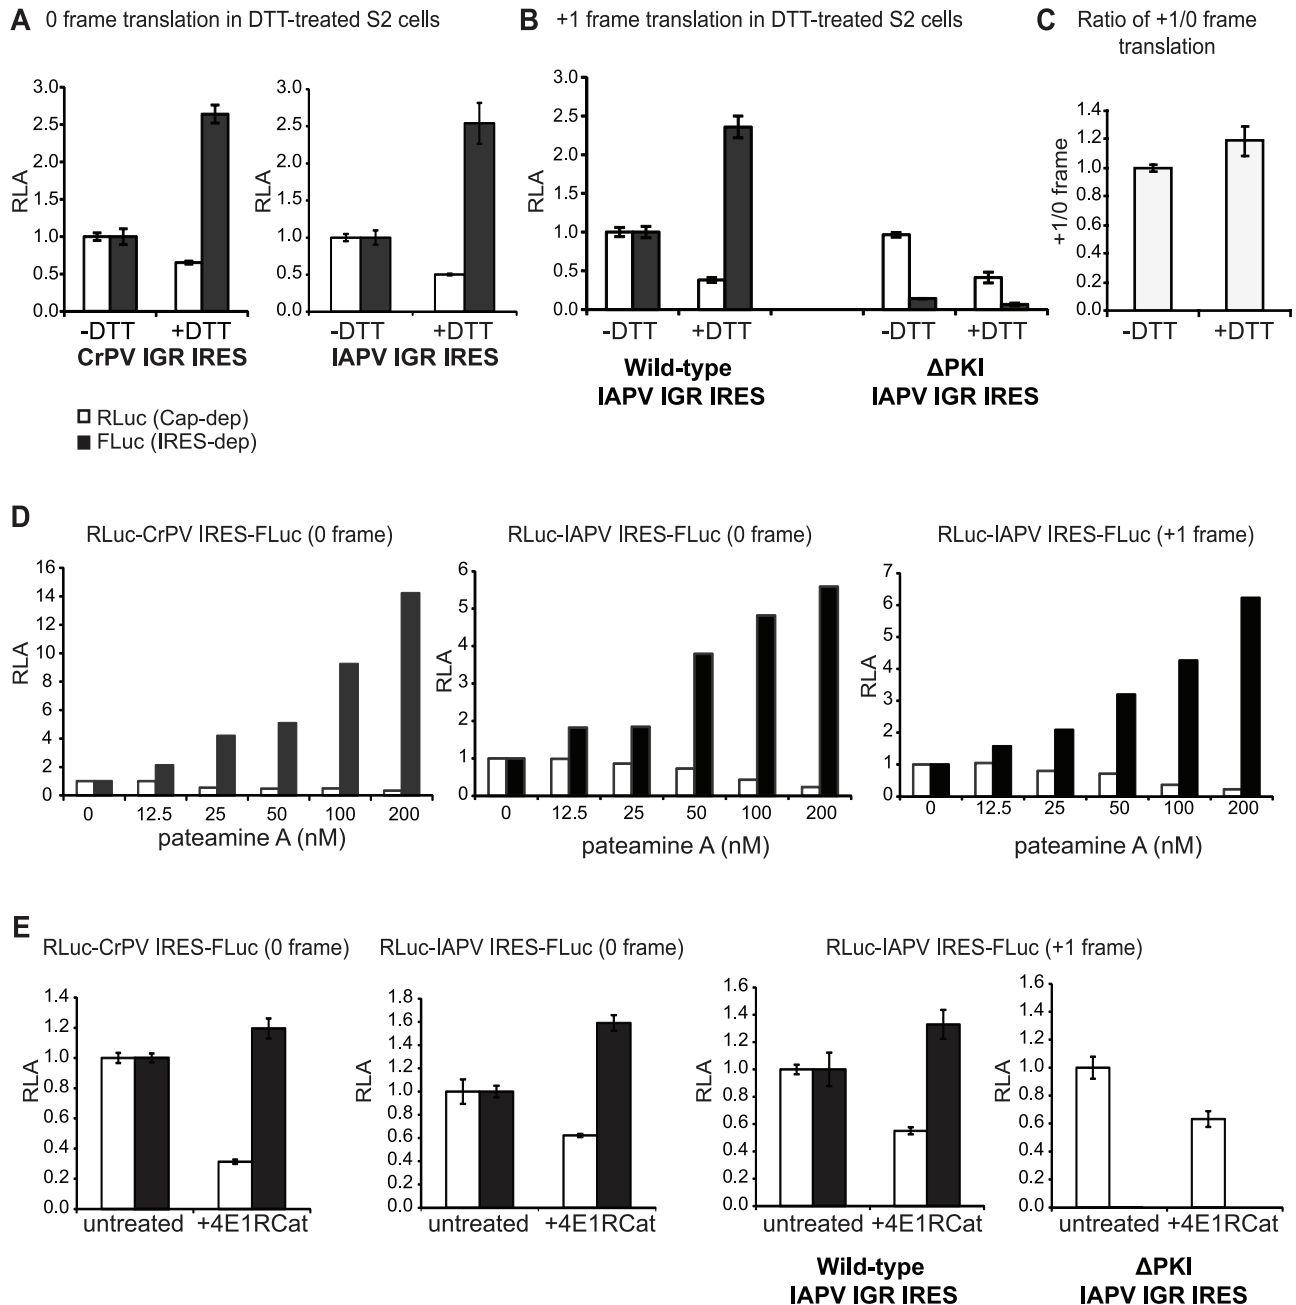 A 0 frame translation in DTT-treated S2 cells
3.0
2.5
2.0
1.5
1.0
0.5
0.0
RLA
-DTT +DTT
CrPV IGR IRES
3.0
2.5
2.0
1.5
1.0
0.5
0.0
RLA
-DTT +DTT
IAPV IGR IRES
RLuc (Cap-dep)
FLuc (IRES-dep)
B +1 frame translation in DTT-treated S2 cells
3.0
2.5
2.0
1.5
1.0
0.5
0.0
RLA
-DTT +DTT
Wild-type
IAPV IGR IRES
-DTT +DTT
ΔPKI
IAPV IGR IRES
C Ratio of +1/0 frame
translation
1.4
1.2
1.0
0.8
0.6
0.4
0.2
0.0
+1/0 frame
-DTT +DTT
D
RLuc-CrPV IRES-FLuc (0 frame)
16
14
12
10
8
6
4
2
0
RLA
0 12.5 25 50 100 200
pateamine A (nM)
RLuc-IAPV IRES-FLuc (0 frame)
6
5
4
3
2
1
0
RLA
0 12.5 25 50 100 200
pateamine A (nM)
RLuc-IAPV IRES-FLuc (+1 frame)
7
6
5
4
3
2
1
0
RLA
0 12.5 25 50 100 200
pateamine A (nM)
E
RLuc-CrPV IRES-FLuc (0 frame)
1.4
1.2
1.0
0.8
0.6
0.4
0.2
0.0
RLA
untreated +4E1RCat
RLuc-IAPV IRES-FLuc (0 frame)
1.8
1.6
1.4
1.2
1.0
0.8
0.6
0.4
0.2
0.0
RLA
untreated +4E1RCat
RLuc-IAPV IRES-FLuc (+1 frame)
1.6
1.4
1.2
1.0
0.8
0.6
0.4
0.2
0.0
RLA
untreated +4E1RCat
Wild-type
IAPV IGR IRES
1.6
1.4
1.2
1.0
0.8
0.6
0.4
0.2
0.0
RLA
untreated +4E1RCat
ΔPKI
IAPV IGR IRES